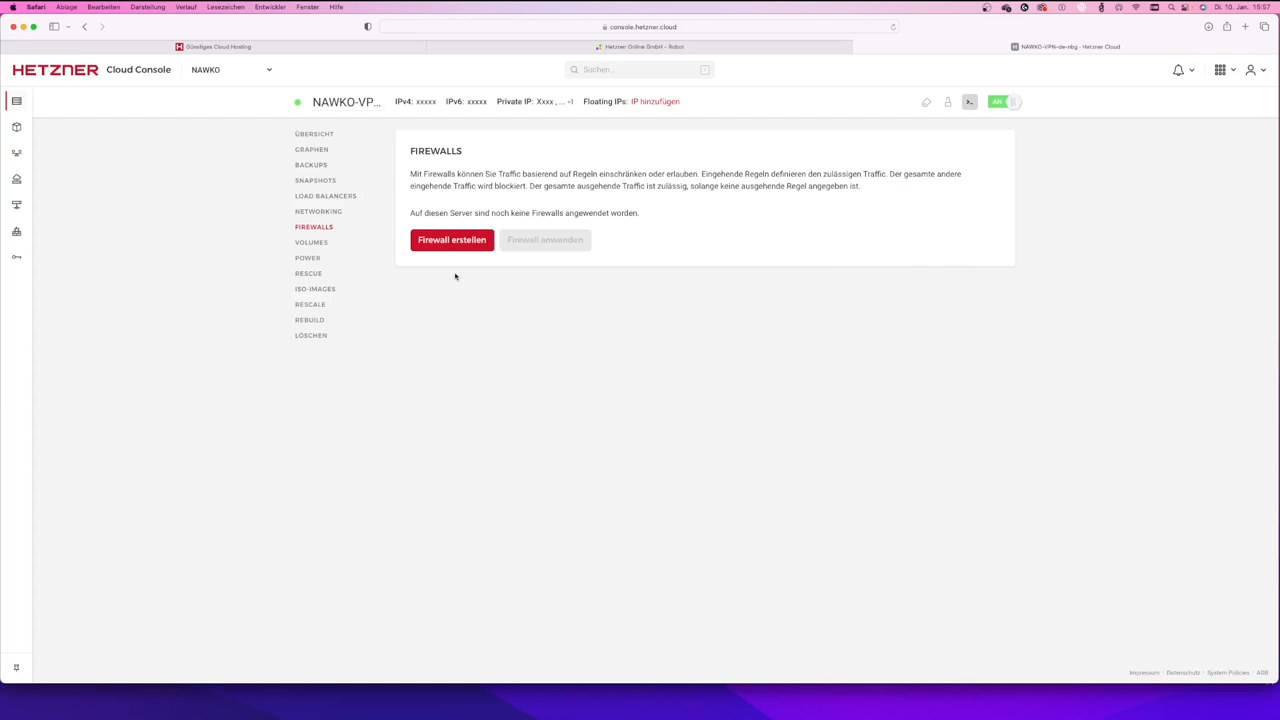 Safari Ablage Bearbeiten Darstellung Verlauf Lesezeichen Entwickler Fenster Hilfe Di. 10. Jan. 15:57
console.hetzner.cloud
Günstiges Cloud Hosting Hetzner Online GmbH - Robot NAWKO-VPN-de-nbg - Hetzner Cloud
HETZNER Cloud Console NAWKO Suchen...
NAWKO-VP... IPv4: xxxxx IPv6: xxxxx Private IP: Xxxx , ... +1 Floating IPs: IP hinzufügen AN
ÜBERSICHT
GRAPHEN
BACKUPS
SNAPSHOTS
LOAD BALANCERS
NETWORKING
FIREWALLS
VOLUMES
POWER
RESCUE
ISO-IMAGES
RESCALE
REBUILD
LÖSCHEN
FIREWALLS
Mit Firewalls können Sie Traffic basierend auf Regeln einschränken oder erlauben. Eingehende Regeln definieren den zulässigen Traffic. Der gesamte andere
eingehende Traffic wird blockiert. Der gesamte ausgehende Traffic ist zulässig, solange keine ausgehende Regel angegeben ist.
Auf diesen Server sind noch keine Firewalls angewendet worden.
Firewall erstellen Firewall anwenden
Impressum · Datenschutz · System Policies · AGB